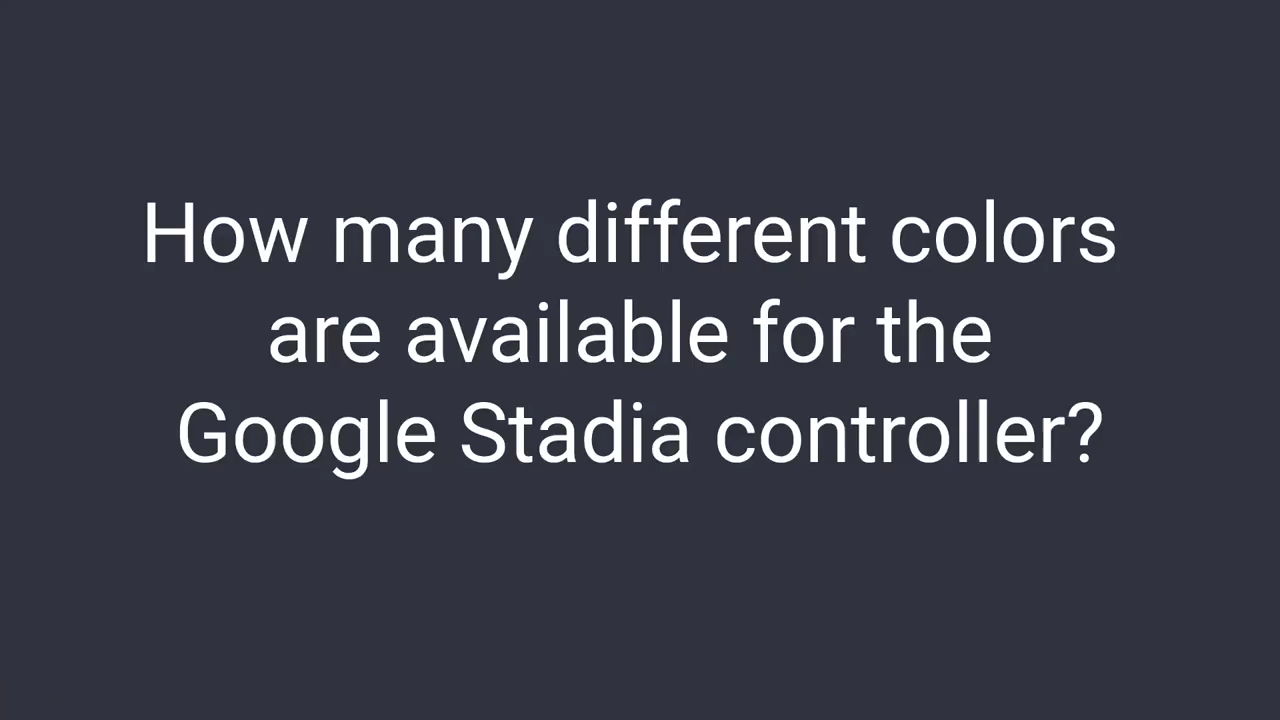 How many different colors
are available for the
Google Stadia controller?